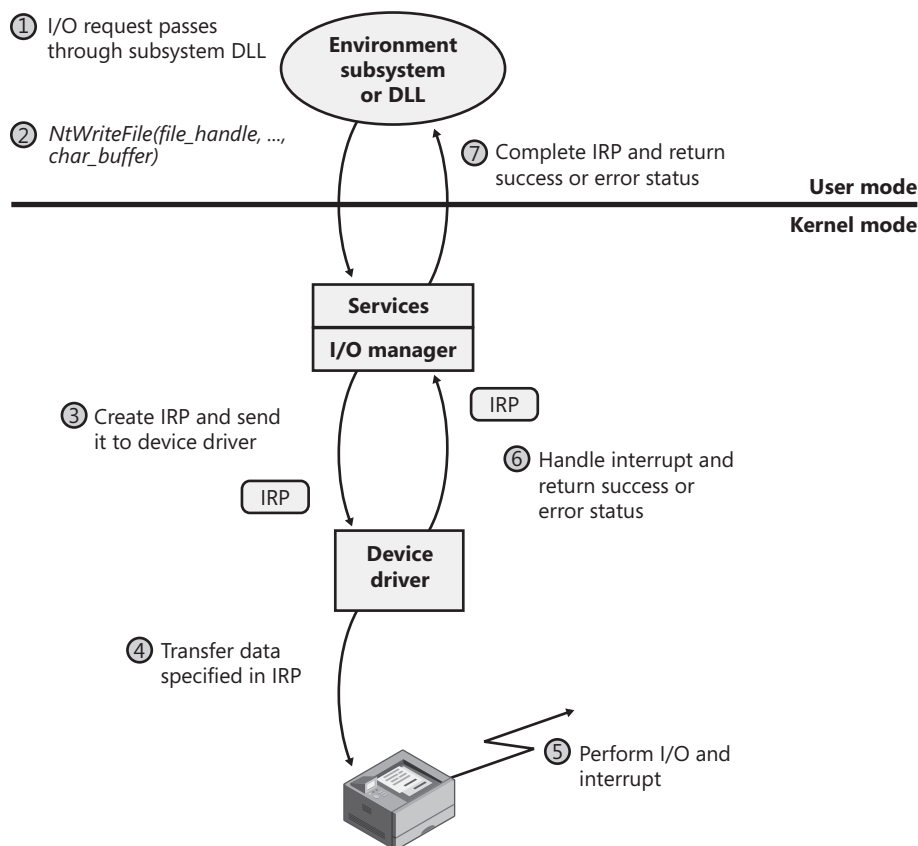 1 I/O request passes
through subsystem DLL
Environment
subsystem
or DLL
2 NtWriteFile(file_handle, ...,
char_buffer)
7 Complete IRP and return
success or error status
User mode
Kernel mode
Services
I/O manager
3 Create IRP and send
it to device driver
IRP
IRP
6 Handle interrupt and
return success or
error status
Device
driver
4 Transfer data
specified in IRP
5 Perform I/O and
interrupt